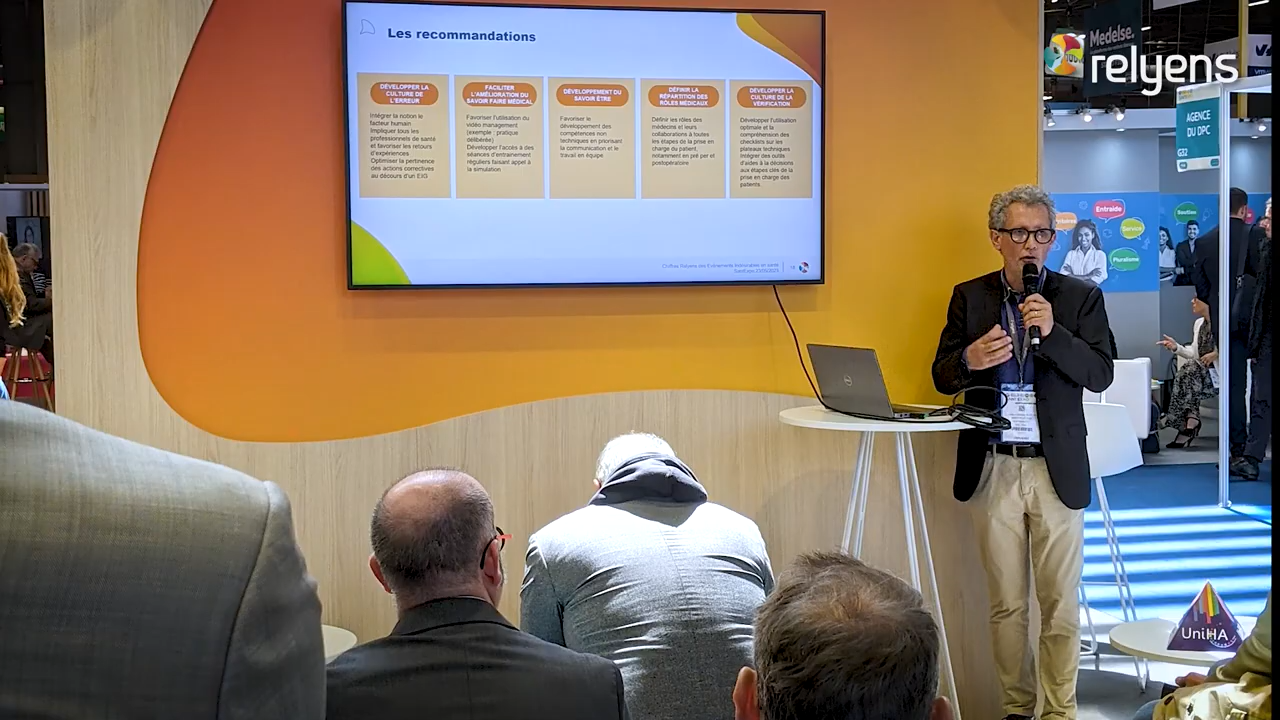 Les recommandations
DÉVELOPPER LA
CULTURE DE
L'ERREUR
Intégrer la notion le
facteur humain
Impliquer tous les
professionnels de santé
et favoriser les retours
d'expériences
Optimiser la pertinence
des actions correctives
au décours d'un EIG
FACILITER
L'AMÉLIORATION DU
SAVOIR FAIRE MÉDICAL
Favoriser l'utilisation du
vidéo management
(exemple : pratique
délibérée)
Développer l'accès à des
séances d'entrainement
réguliers faisant appel à
la simulation
DÉVELOPPEMENT DU
SAVOIR ÊTRE
Favoriser le
développement des
compétences non
techniques en priorisant
la communication et le
travail en équipe
DÉFINIR LA
RÉPARTITION DES
RÔLES MÉDICAUX
Définir les rôles des
médecins et leurs
collaborations à toutes
les étapes de la prise en
charge du patient,
notamment en pré per et
postopératoire
DÉVELOPPER LA
CULTURE DE LA
VÉRIFICATION
Développer l'utilisation
optimale et la
compréhension des
checklists sur les
plateaux techniques
Intégrer des outils
d'aides à la décisions
aux étapes clés de la
prise en charge des
patients.
Medelse.
relyens
AGENCE
DU DPC
G52
Entraide
Soutien
Service
Pluralisme
DELL
UniHA